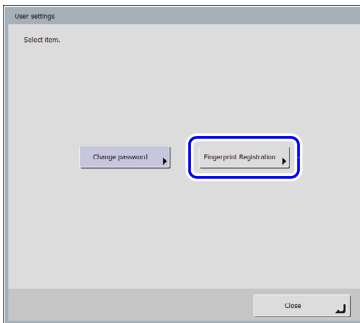 User settings
Select item.
Change password
Fingerprint Registration
Close